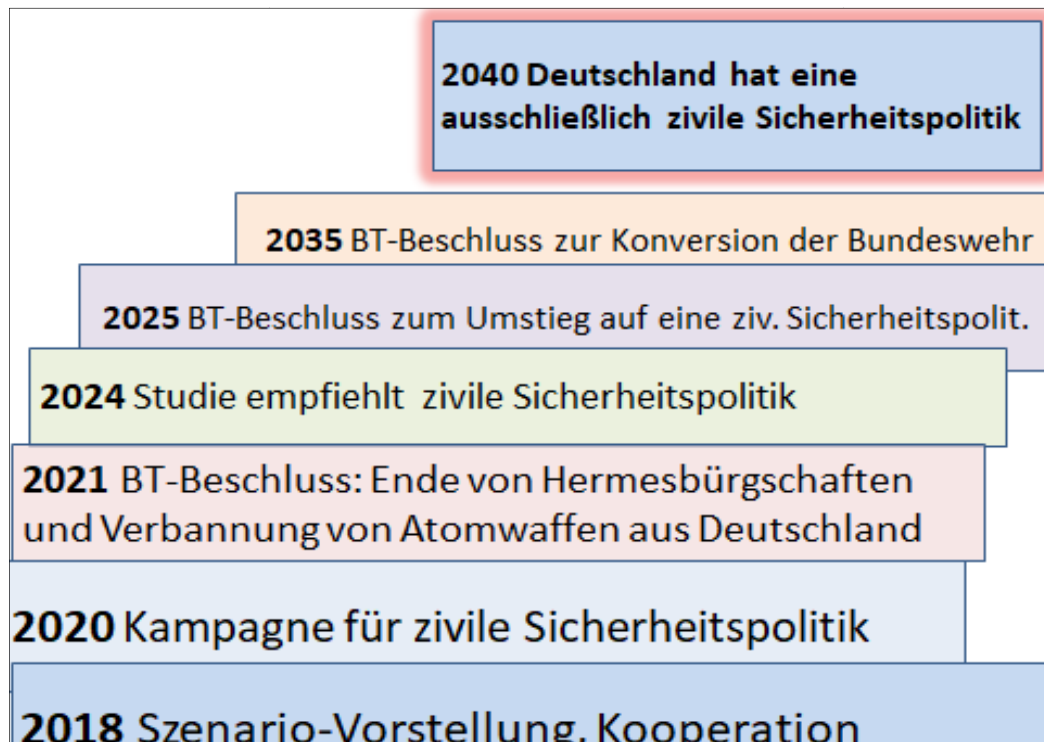 2040 Deutschland hat eine
ausschließlich zivile Sicherheitspolitik
2035 BT-Beschluss zur Konversion der Bundeswehr
2025 BT-Beschluss zum Umstieg auf eine ziv. Sicherheitspolit.
2024 Studie empfiehlt zivile Sicherheitspolitik
2021 BT-Beschluss: Ende von Hermesbürgschaften
und Verbannung von Atomwaffen aus Deutschland
2020 Kampagne für zivile Sicherheitspolitik
2018 Szenario-Vorstellung, Kooperation